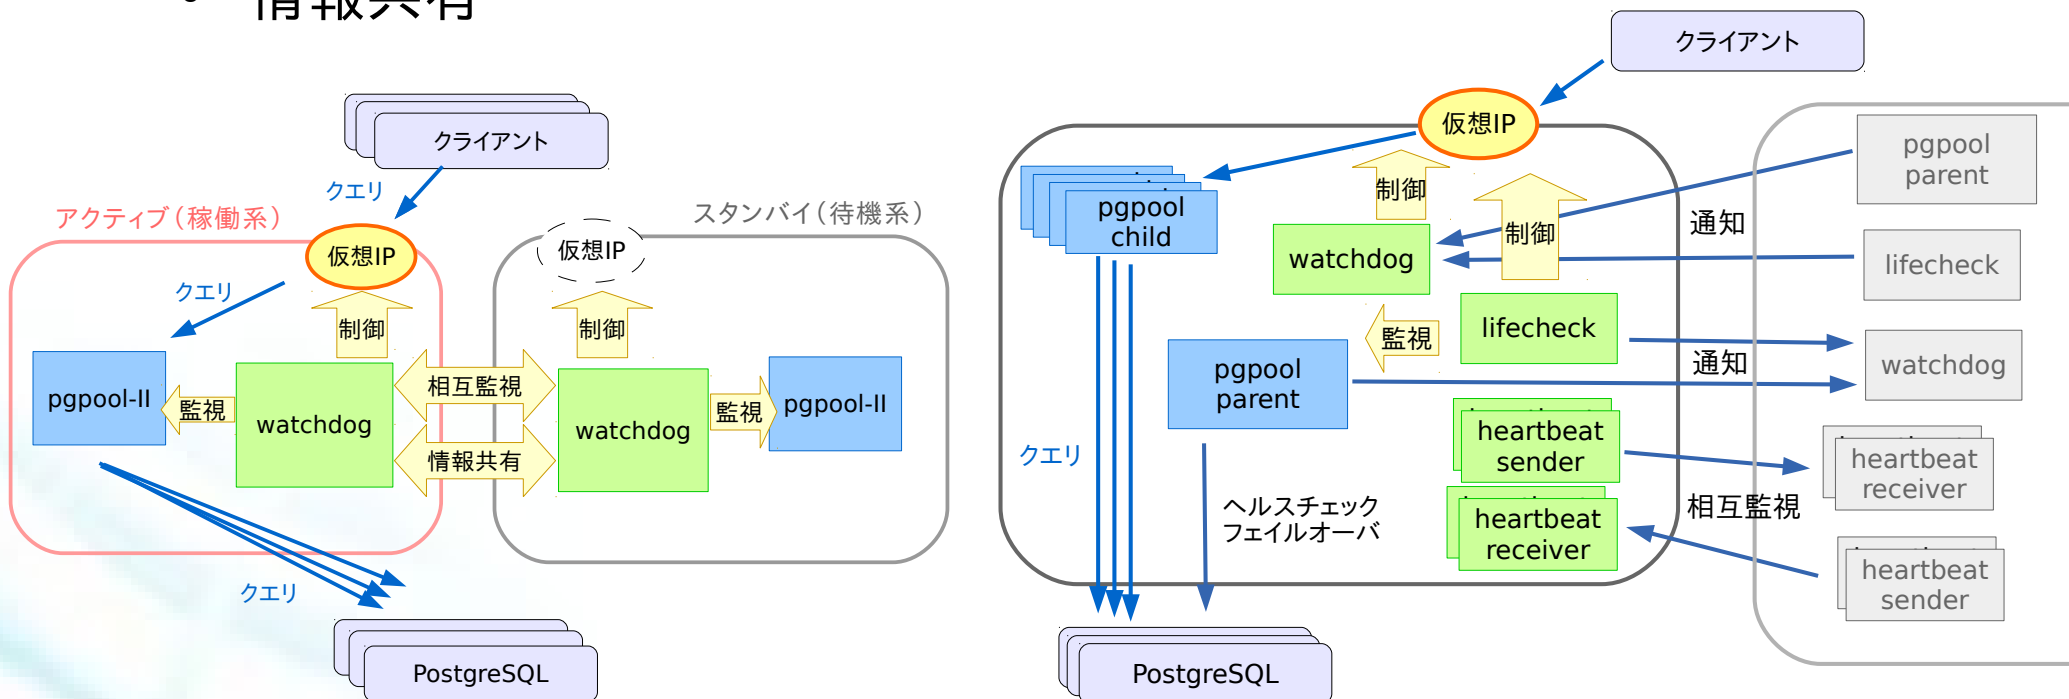 情報共有
クライアント
クエリ
アクティブ（稼働系）
仮想IP
クエリ
制御
pgpool-II
監視
watchdog
相互監視
情報共有
スタンバイ（待機系）
仮想IP
制御
watchdog
監視
pgpool-II
クエリ
PostgreSQL
クライアント
仮想IP
制御
制御
pgpool
child
watchdog
lifecheck
監視
pgpool
parent
クエリ
ヘルスチェック
フェイルオーバ
heartbeat
sender
heartbeat
receiver
PostgreSQL
通知
通知
相互監視
pgpool
parent
lifecheck
watchdog
heartbeat
receiver
heartbeat
sender